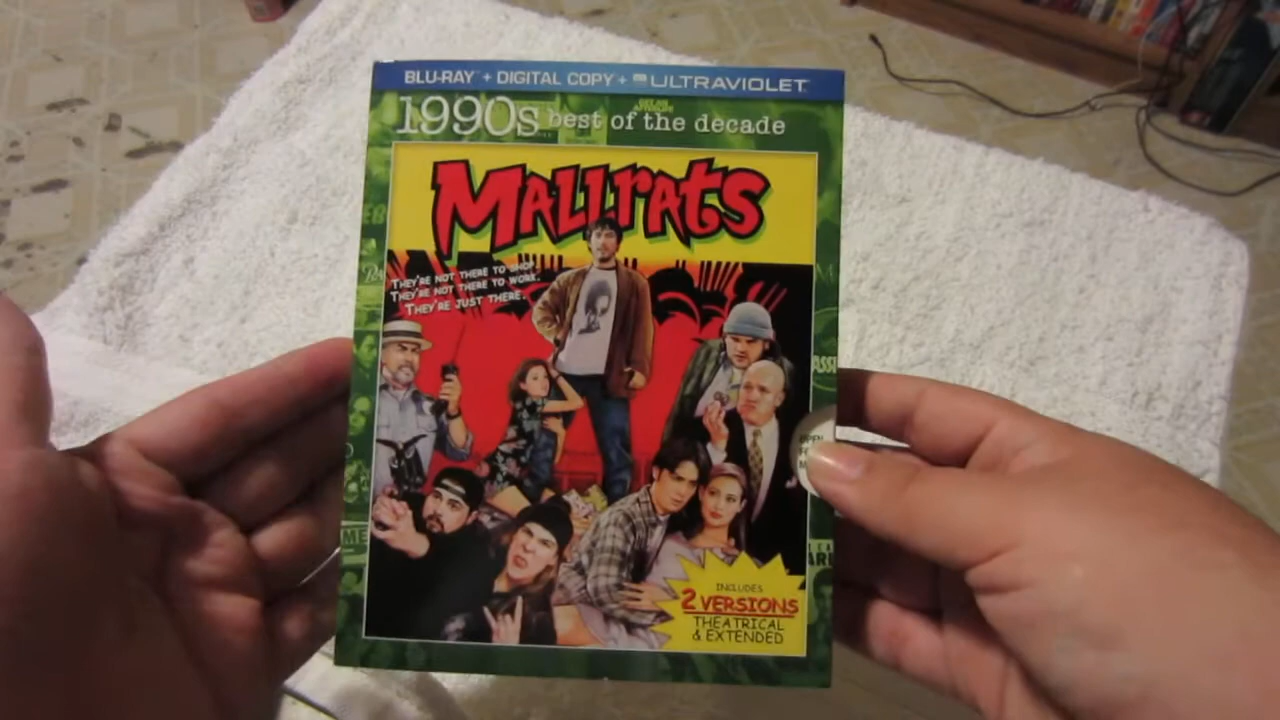 BLU-RAY + DIGITAL COPY + ULTRAVIOLET
1990s best of the decade
MALLRATS
THEY'RE NOT THERE TO SHOP.
THEY'RE NOT THERE TO WORK.
THEY'RE JUST THERE.
INCLUDES
2 VERSIONS
THEATRICAL
& EXTENDED